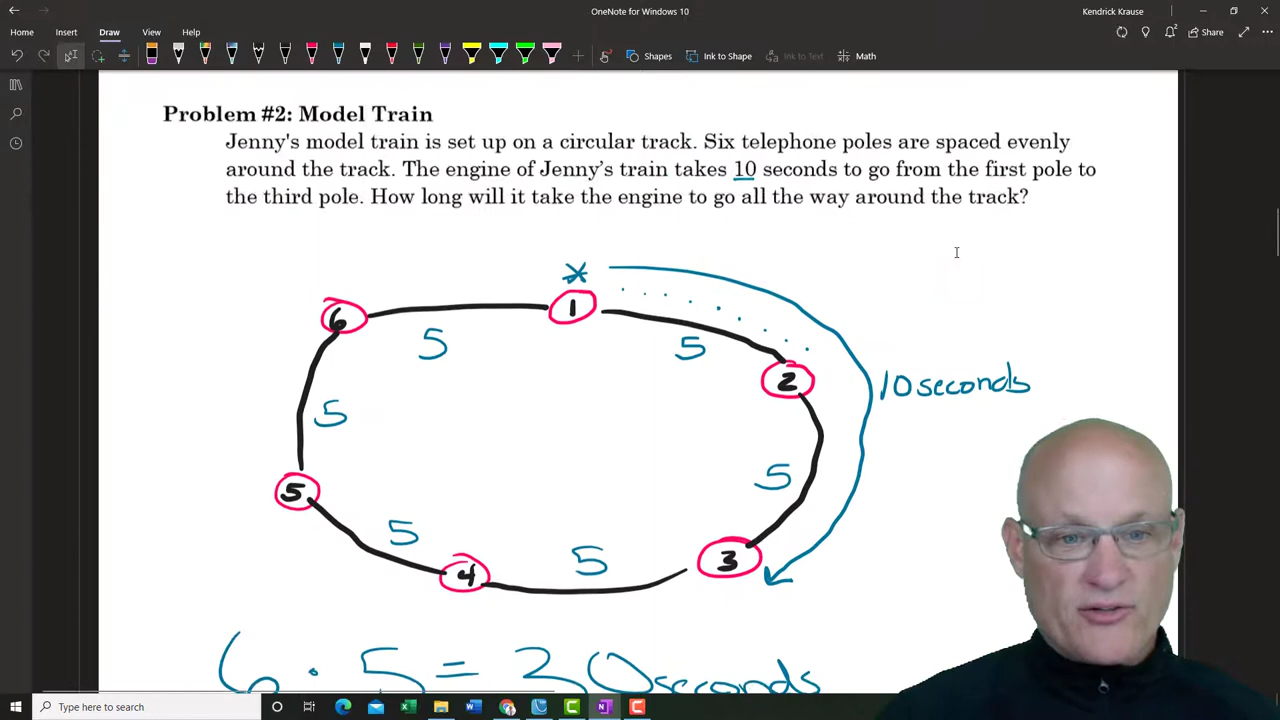 OneNote for Windows 10
Kendrick Krause
Home Insert Draw View Help
Shapes Ink to Shape Ink to Text Math Share
Problem #2: Model Train
Jenny's model train is set up on a circular track. Six telephone poles are spaced evenly
around the track. The engine of Jenny's train takes 10 seconds to go from the first pole to
the third pole. How long will it take the engine to go all the way around the track?
*
6 1
5 5
2
10 seconds
5
5
5
5 5
3
4
6 · 5 = 30 seconds
Type here to search